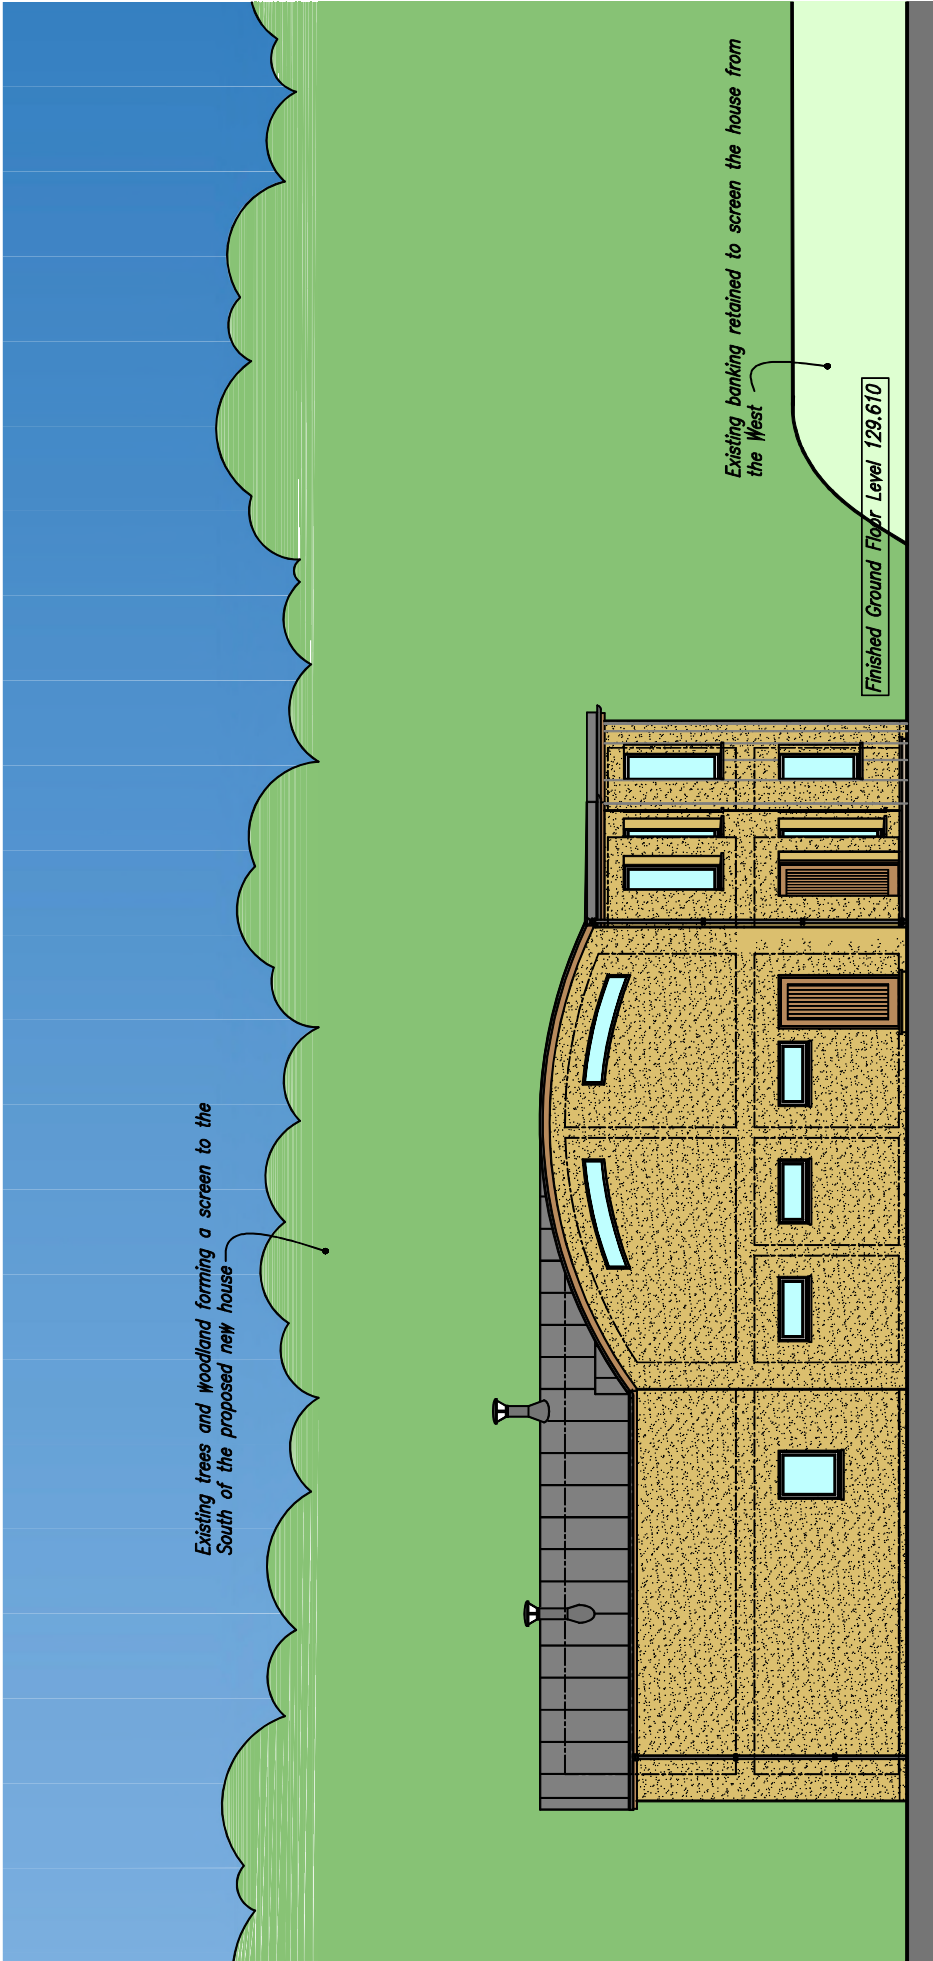 Existing trees and Woodland forming a screen to the
South of the proposed new house
Existing banking retained to screen the house from
the West
Finished Ground Floor Level 129.610